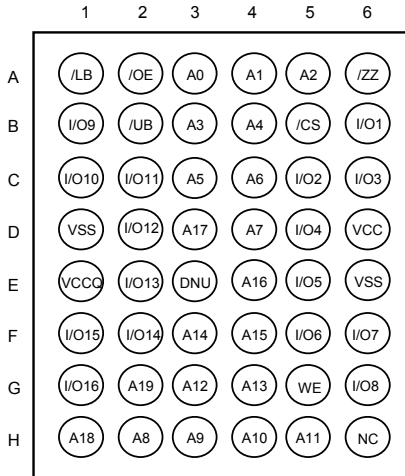 1 2 3 4 5 6
A /LB /OE A0 A1 A2 /ZZ
B I/O9 /UB A3 A4 /CS I/O1
C I/O10 I/O11 A5 A6 I/O2 I/O3
D VSS I/O12 A17 A7 I/O4 VCC
E VCCQ I/O13 DNU A16 I/O5 VSS
F I/O15 I/O14 A14 A15 I/O6 I/O7
G I/O16 A19 A12 A13 WE I/O8
H A18 A8 A9 A10 A11 NC